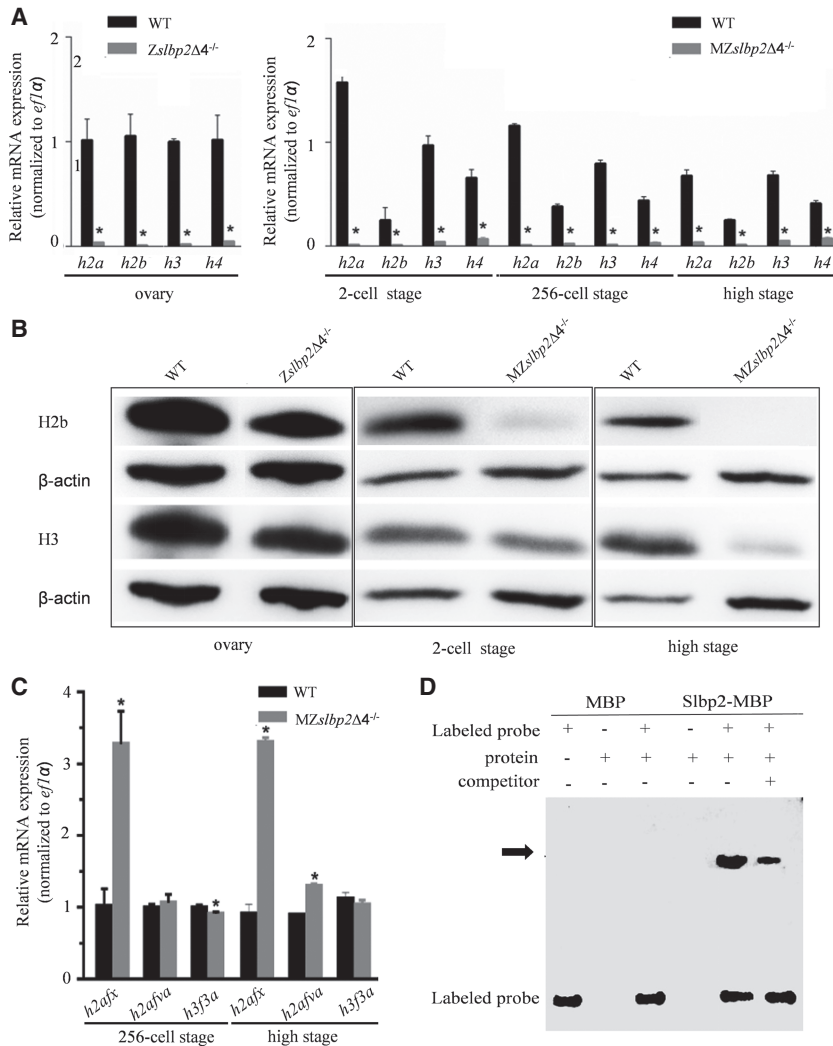 A
WT
Zslbp2Δ4-/-
Relative mRNA expression
(normalized to ef1α)
2
1
0
2
1
* * * *
h2a h2b h3 h4
ovary
WT
MZslbp2Δ4-/-
Relative mRNA expression
(normalized to ef1α)
2
1
0
* * * * * * * * * * * *
h2a h2b h3 h4 h2a h2b h3 h4 h2a h2b h3 h4
2-cell stage 256-cell stage high stage
B
WT Zslbp2Δ4-/- WT MZslbp2Δ4-/- WT MZslbp2Δ4-/-
H2b
β-actin
H3
β-actin
ovary 2-cell stage high stage
C
WT
MZslbp2Δ4-/-
Relative mRNA expression
(normalized to ef1α)
4
3
2
1
0
* * * *
h2afx h2afva h3f3a h2afx h2afva h3f3a
256-cell stage high stage
D
MBP Slbp2-MBP
Labeled probe + - + - + +
protein - + + + + +
competitor - - - - - +
Labeled probe